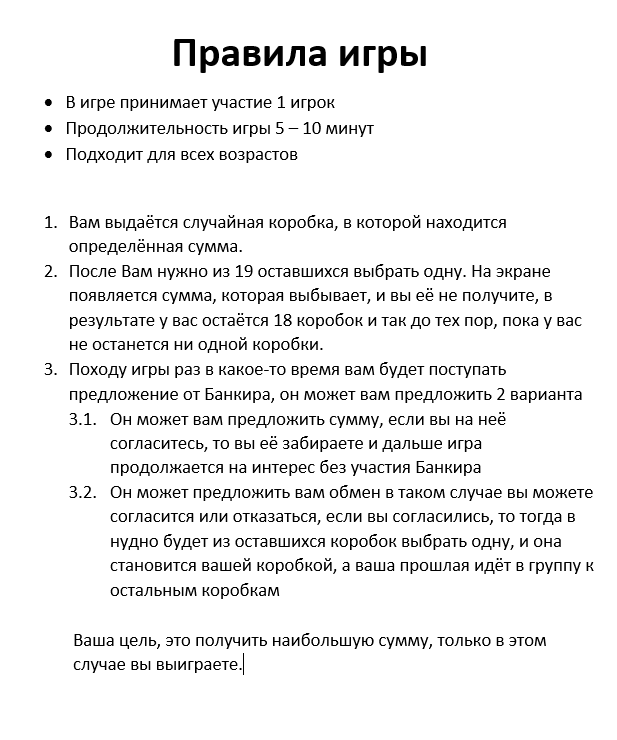 Правила игры
• В игре принимает участие 1 игрок
• Продолжительность игры 5 – 10 минут
• Подходит для всех возрастов
1. Вам выдаётся случайная коробка, в которой находится
определённая сумма.
2. После Вам нужно из 19 оставшихся выбрать одну. На экране
появляется сумма, которая выбывает, и вы её не получите, в
результате у вас остаётся 18 коробок и так до тех пор, пока у вас
не останется ни одной коробки.
3. Походу игры раз в какое-то время вам будет поступать
предложение от Банкира, он может вам предложить 2 варианта
3.1. Он может вам предложить сумму, если вы на неё
согласитесь, то вы её забираете и дальше игра
продолжается на интерес без участия Банкира
3.2. Он может предложить вам обмен в таком случае вы можете
согласится или отказаться, если вы согласились, то тогда в
нудно будет из оставшихся коробок выбрать одну, и она
становится вашей коробкой, а ваша прошлая идёт в группу к
остальным коробкам
Ваша цель, это получить наибольшую сумму, только в этом
случае вы выиграете.